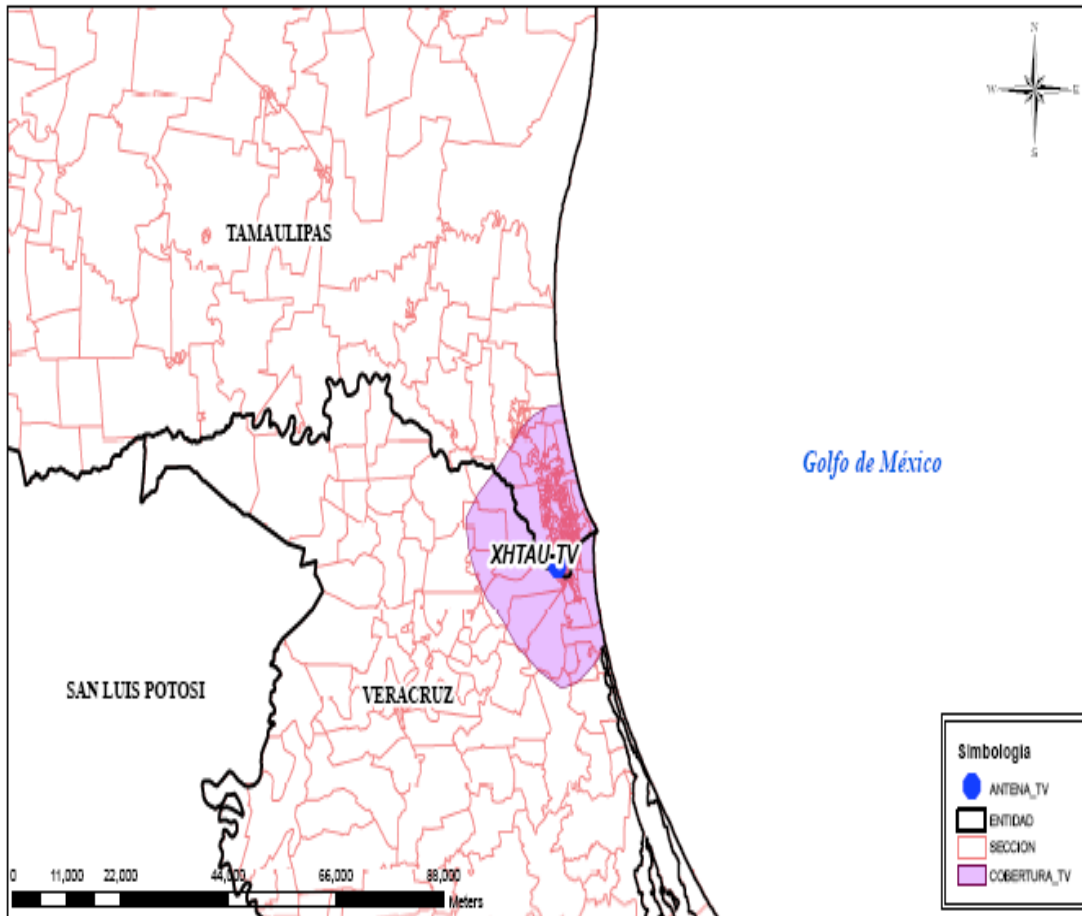 N
W E
S
TAMAULIPAS
Golfo de México
XHTAU-TV
SAN LUIS POTOSI
VERACRUZ
Simbologia
ANTENA_TV
ENTIDAD
SECCION
COBERTURA_TV
0 11,000 22,000 44,000 66,000 88,000
Meters